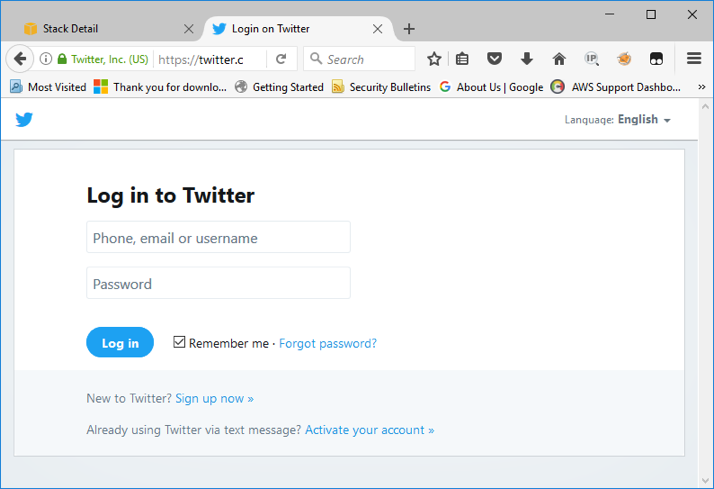 Stack Detail
Login on Twitter
Twitter, Inc. (US)
https://twitter.c
Search
IP
Most Visited
Thank you for downlo...
Getting Started
Security Bulletins
About Us | Google
AWS Support Dashbo...
Language: English
Log in to Twitter
Phone, email or username
Password
Log in
Remember me · Forgot password?
New to Twitter? Sign up now »
Already using Twitter via text message? Activate your account »